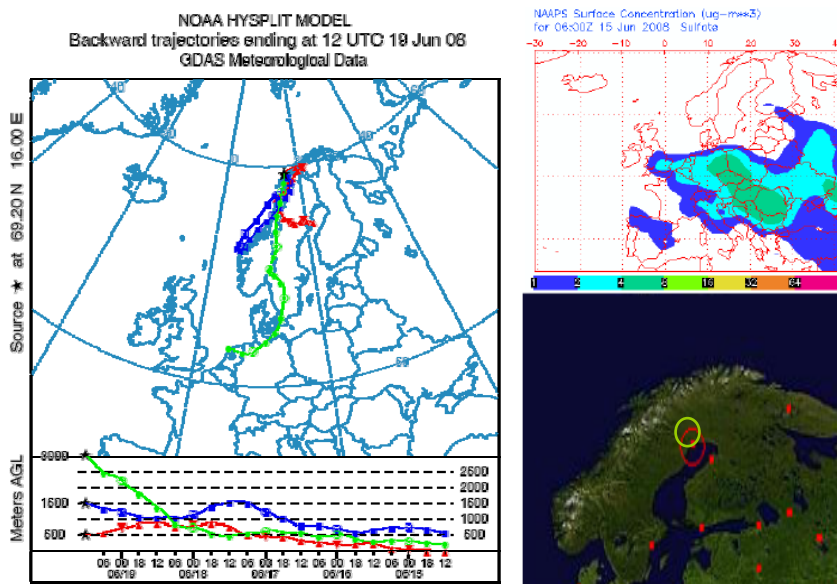 NOAA HYSPLIT MODEL
Backward trajectories ending at 12 UTC 19 Jun 08
GDAS Meteorological Data
Source ★ at 69.20 N 16.00 E
Meters AGL
3000
1500
500
2500
2000
1500
1000
500
06 00 18 12 06 00 18 12 06 00 18 12 06 00 18 12 06 00 18 12
06/19 06/18 06/17 06/16 06/15
NAAPS Surface Concentration (ug-m**3)
for 06:00Z 15 Jun 2008 Sulfate
-30 -20 -10 0 10 20 30 40
1 2 4 8 16 32 64